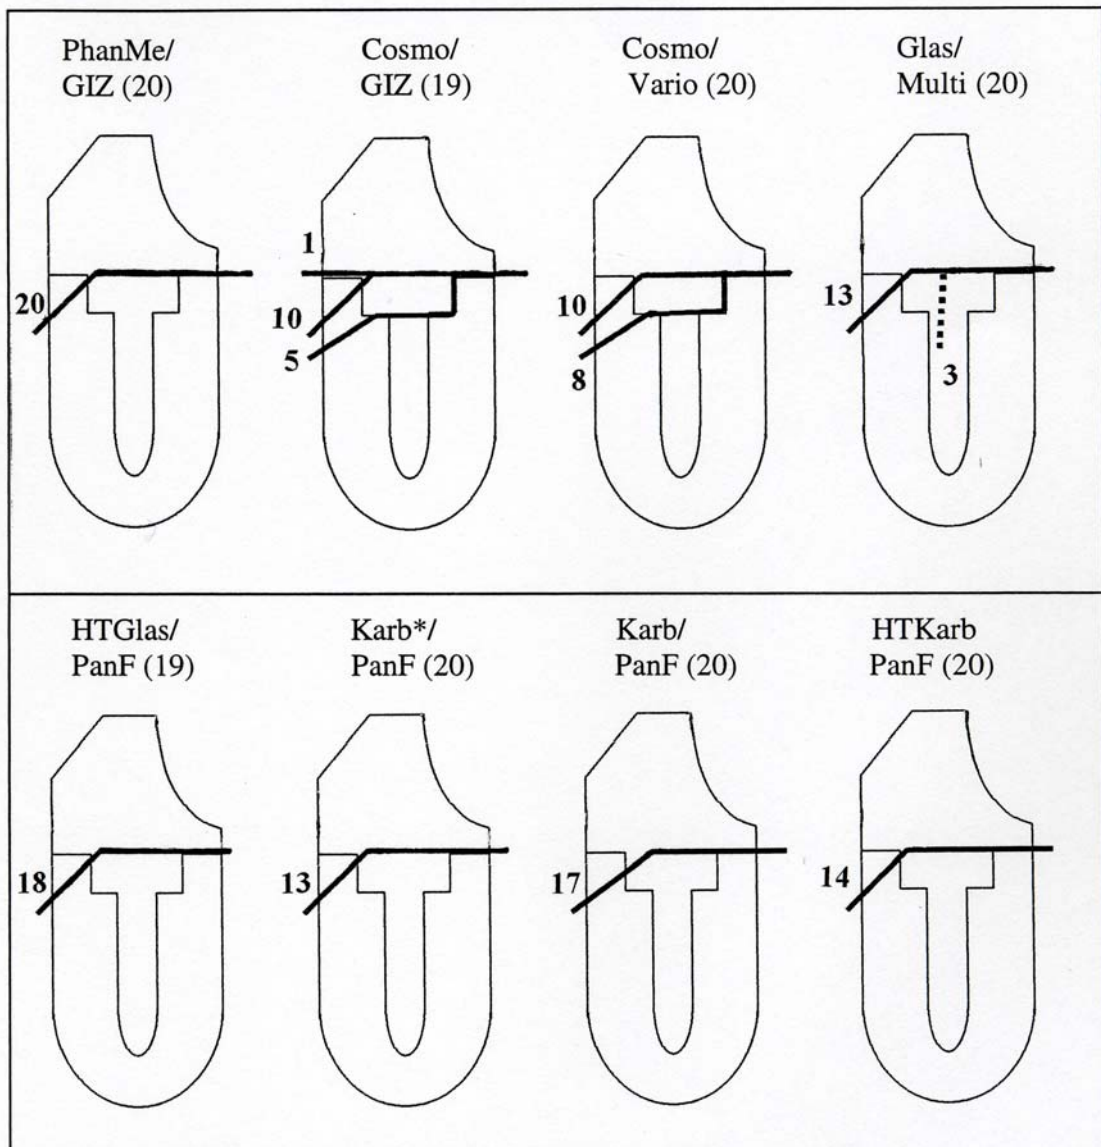 PhanMe/
GIZ (20)
Cosmo/
GIZ (19)
Cosmo/
Vario (20)
Glas/
Multi (20)
20
1
10
5
10
8
13
3
HTGlas/
PanF (19)
Karb*/
PanF (20)
Karb/
PanF (20)
HTKarb
PanF (20)
18
13
17
14